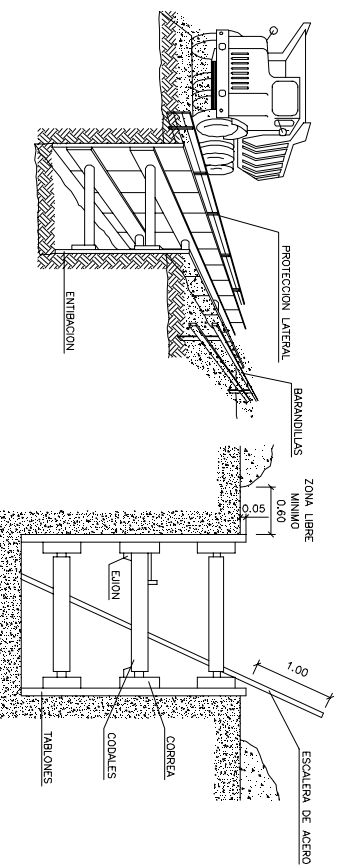 PROTECCION LATERAL
BARANDILLAS
ENTIBACION
ZONA LIBRE
MINIMO
0.60
0.05
1.00
EJION
ESCALERA DE ACERO
CORREA
CODALES
TABLONES